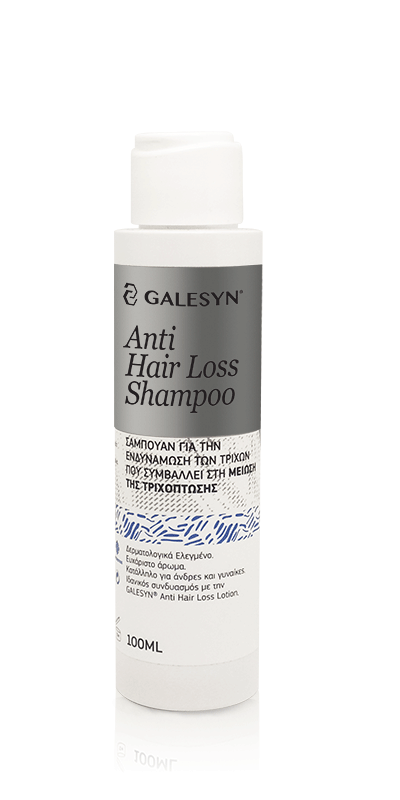 GALESYN®
Anti
Hair Loss
Shampoo
ΣΑΜΠΟΥΑΝ ΓΙΑ ΤΗΝ
ΕΝΔΥΝΑΜΩΣΗ ΤΩΝ ΤΡΙΧΩΝ
ΠΟΥ ΣΥΜΒΑΛΛΕΙ ΣΤΗ ΜΕΙΩΣΗ
ΤΗΣ ΤΡΙΧΟΠΤΩΣΗΣ
Δερματολογικά Ελεγμένο.
Ευχάριστο άρωμα.
Κατάλληλο για άνδρες και γυναίκες.
Ιδανικός συνδυασμός με την
GALESYN® Anti Hair Loss Lotion.
100ML